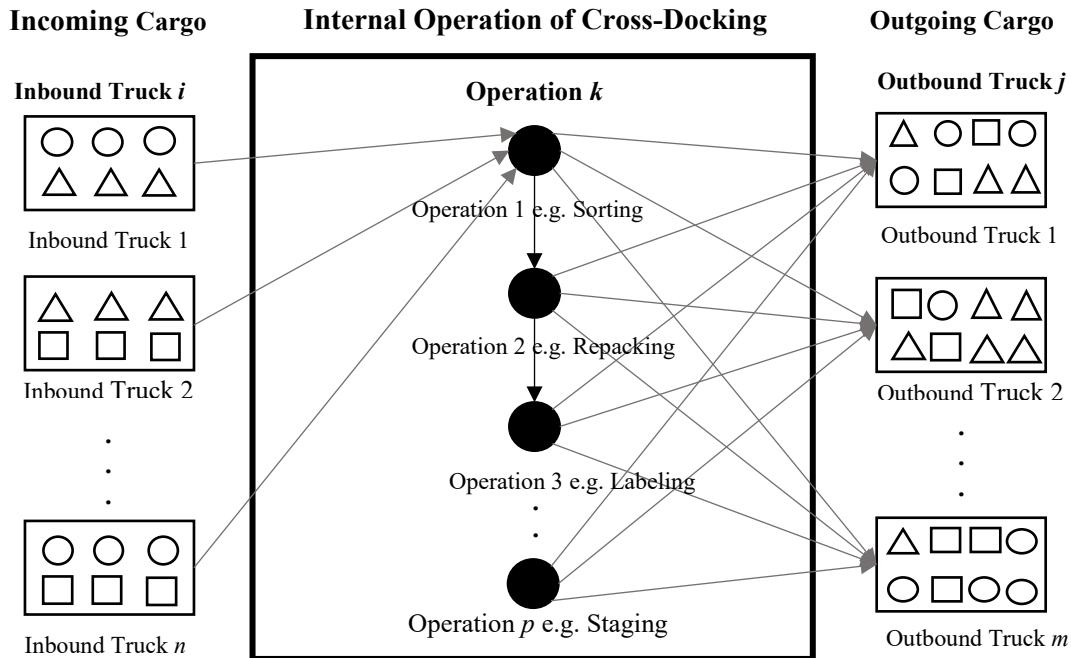 Incoming Cargo
Internal Operation of Cross-Docking
Outgoing Cargo
Inbound Truck i
Operation k
Outbound Truck j
Inbound Truck 1
Operation 1 e.g. Sorting
Outbound Truck 1
Inbound Truck 2
Operation 2 e.g. Repacking
Outbound Truck 2
Operation 3 e.g. Labeling
Inbound Truck n
Operation p e.g. Staging
Outbound Truck m